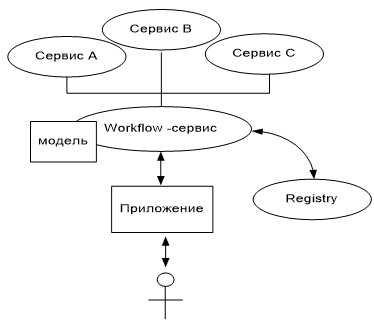 Сервис B
Сервис A
Сервис C
Workflow -сервис
модель
Registry
Приложение